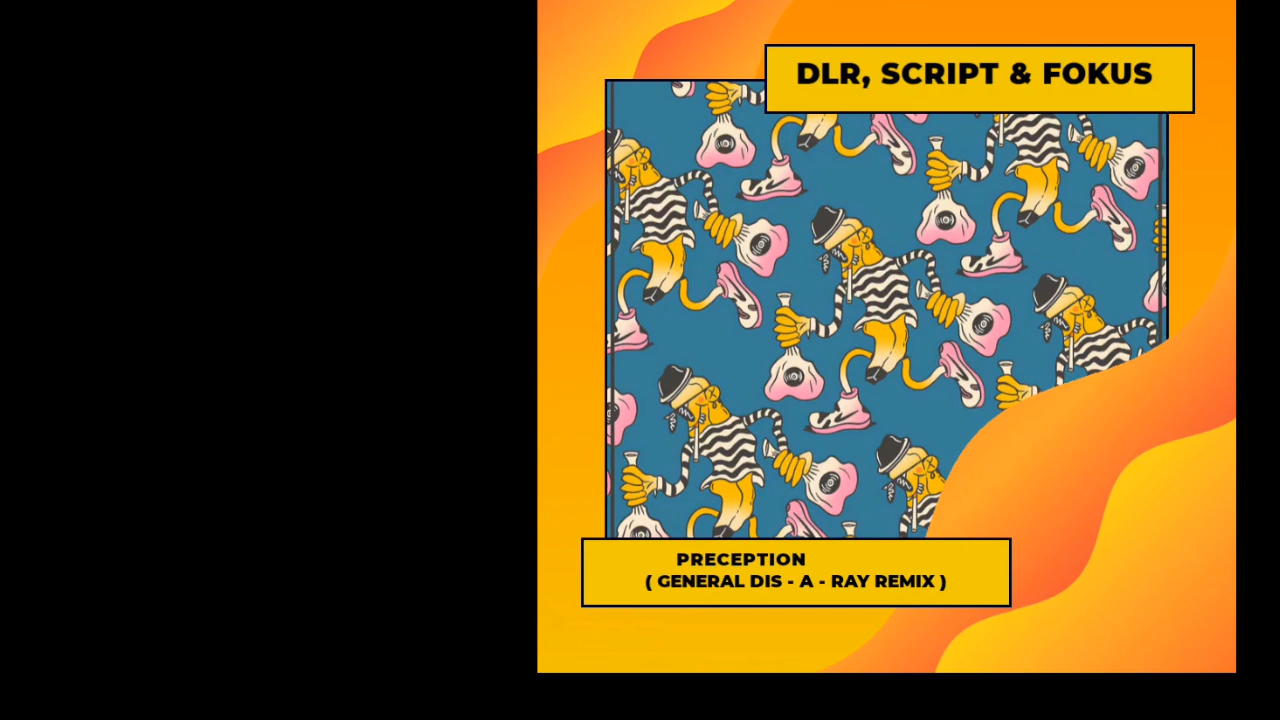 DLR, SCRIPT & FOKUS
PRECEPTION
( GENERAL DIS - A - RAY REMIX )